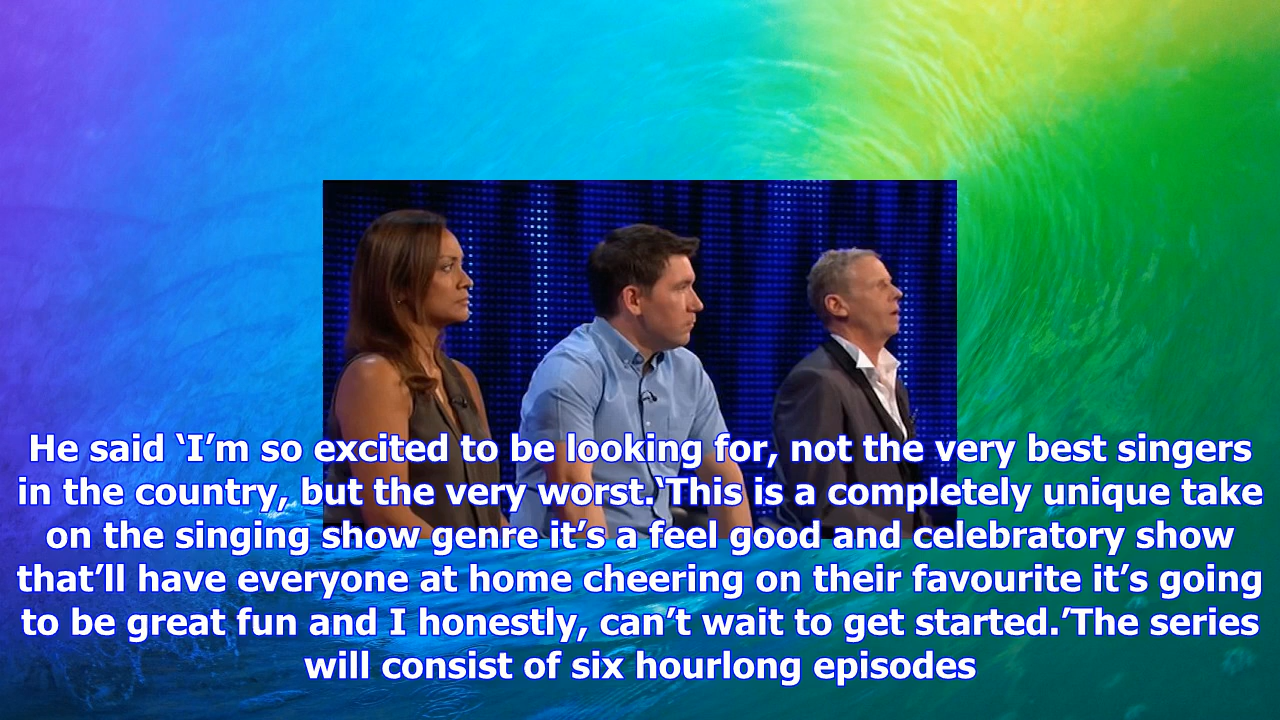 He said ‘I’m so excited to be looking for, not the very best singers
in the country, but the very worst.‘This is a completely unique take
on the singing show genre it’s a feel good and celebratory show
that’ll have everyone at home cheering on their favourite it’s going
to be great fun and I honestly, can’t wait to get started.’The series
will consist of six hourlong episodes